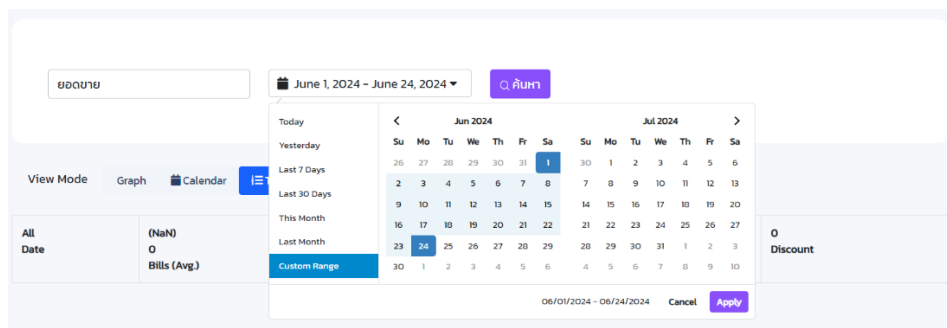 ยอดขาย
June 1, 2024 - June 24, 2024
ค้นหา
Today
Yesterday
Last 7 Days
Last 30 Days
This Month
Last Month
Custom Range
Jun 2024
Su Mo Tu We Th Fr Sa
26 27 28 29 30 31 1
2 3 4 5 6 7 8
9 10 11 12 13 14 15
16 17 18 19 20 21 22
23 24 25 26 27 28 29
30 1 2 3 4 5 6
Jul 2024
Su Mo Tu We Th Fr Sa
30 1 2 3 4 5 6
7 8 9 10 11 12 13
14 15 16 17 18 19 20
21 22 23 24 25 26 27
28 29 30 31 1 2 3
4 5 6 7 8 9 10
06/01/2024 - 06/24/2024 Cancel Apply
View Mode Graph Calendar
All
Date
(NaN)
0
Bills (Avg.)
0
Discount